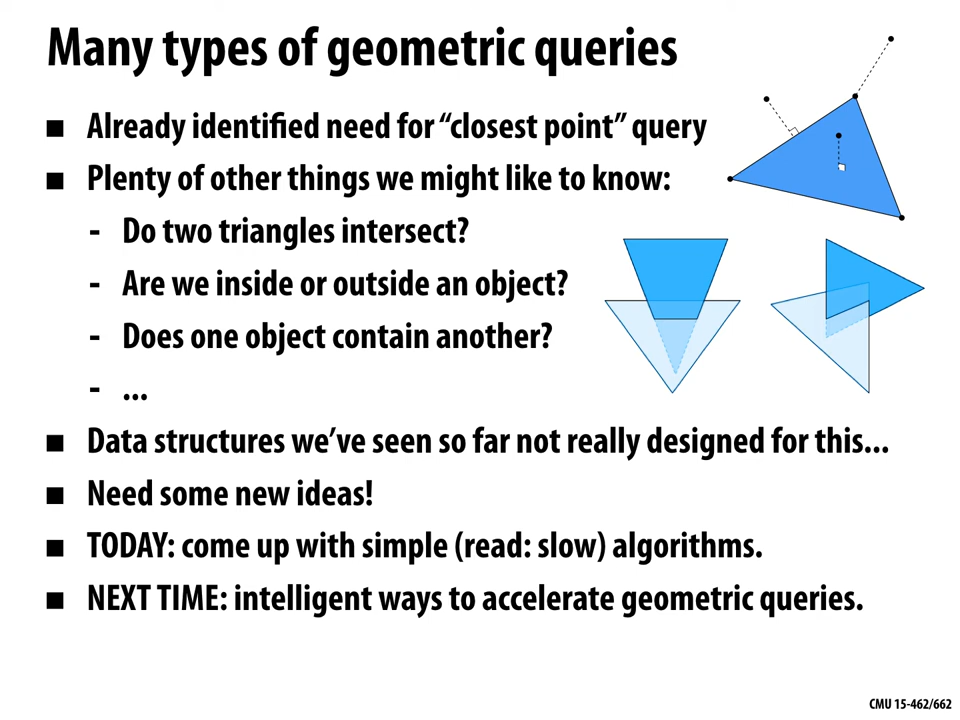 Many types of geometric queries
■ Already identified need for “closest point” query
■ Plenty of other things we might like to know:
- Do two triangles intersect?
- Are we inside or outside an object?
- Does one object contain another?
- ...
■ Data structures we’ve seen so far not really designed for this...
■ Need some new ideas!
■ TODAY: come up with simple (read: slow) algorithms.
■ NEXT TIME: intelligent ways to accelerate geometric queries.
CMU 15-462/662